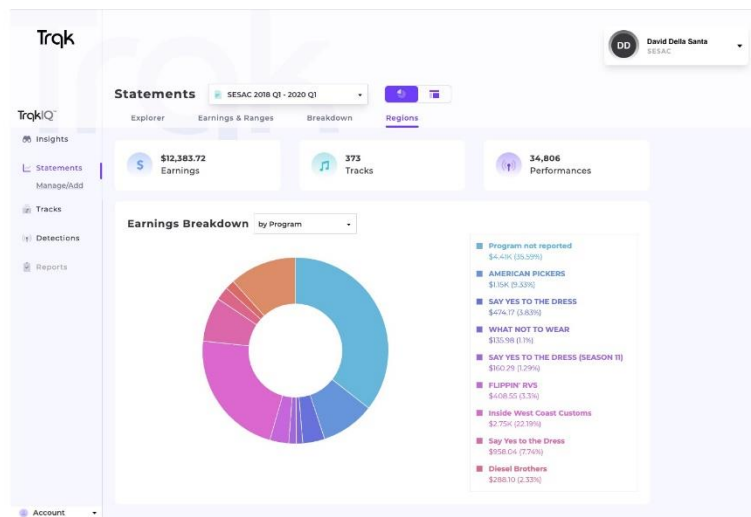 Trqk
DD
David Della Santa
SESAC
Statements
SESAC 2018 Q1 - 2020 Q1
TrqkIQ
Explorer
Earnings & Ranges
Breakdown
Regions
Insights
Statements
Manage/Add
Tracks
Detections
Reports
$12,383.72
Earnings
373
Tracks
34,806
Performances
Earnings Breakdown
by Program
Program not reported
$4.41K (35.59%)
AMERICAN PICKERS
$1.15K (9.33%)
SAY YES TO THE DRESS
$474.17 (3.83%)
WHAT NOT TO WEAR
$135.98 (1.1%)
SAY YES TO THE DRESS (SEASON 11)
$160.29 (1.29%)
FLIPPIN' RVS
$408.55 (3.3%)
Inside West Coast Customs
$2.75K (22.19%)
Say Yes to the Dress
$958.04 (7.74%)
Diesel Brothers
$288.10 (2.33%)
Account